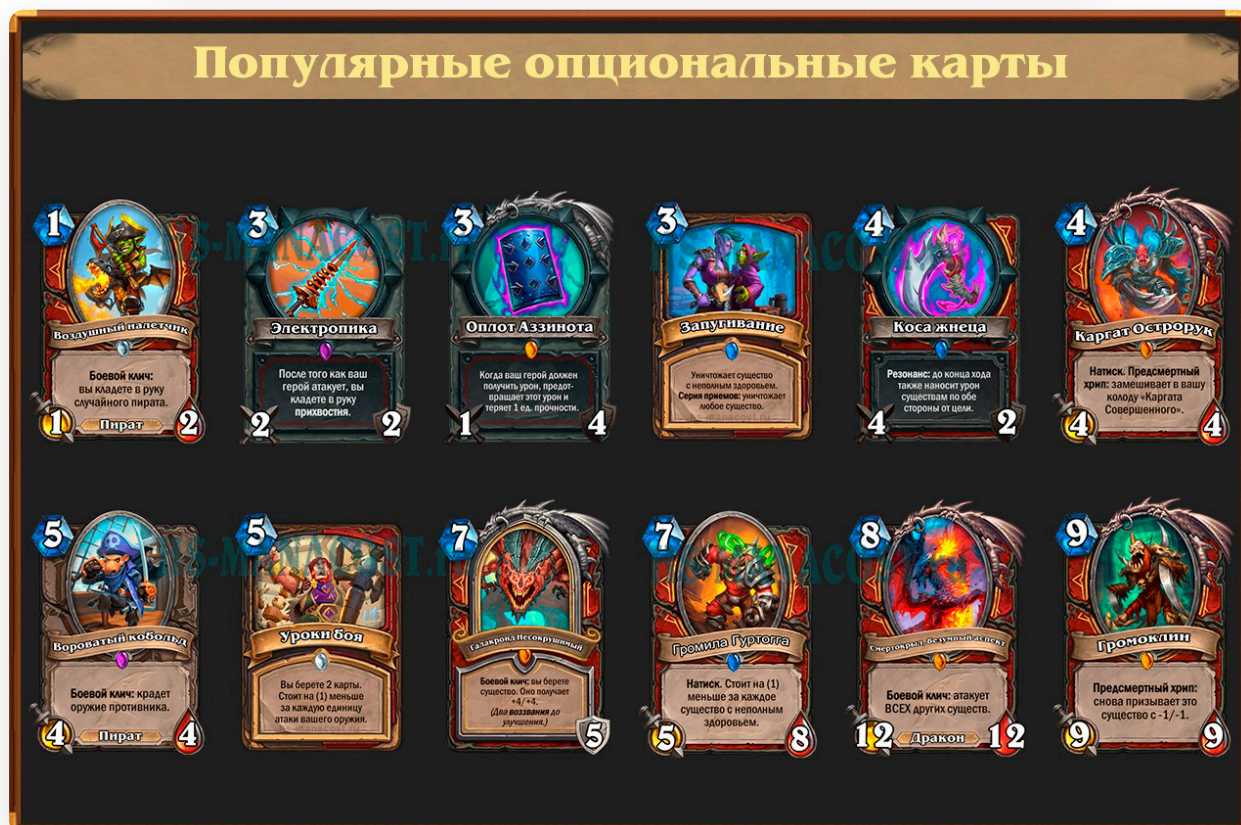 Популярные опциональные карты
1
Воздушный налетчик
Боевой клич:
вы кладете в руку
случайного пирата.
1
Пират
2
3
Электропика
После того как ваш
герой атакует, вы
кладете в руку
прихвостня.
2
2
3
Оплот Аззинота
Когда ваш герой должен
получить урон, предот-
вращает этот урон и
теряет 1 ед. прочности.
1
4
3
Запугивание
Уничтожает существо
с неполным здоровьем.
Серия приемов: уничтожает
любое существо.
4
Коса жнеца
Резонанс: до конца хода
также наносит урон
существам по обе
стороны от цели.
4
2
4
Каргат Острорук
Натиск. Предсмертный
хрип: замешивает в вашу
колоду «Каргата
Совершенного».
4
4
5
Вороватый кобольд
Боевой клич: крадет
оружие противника.
4
Пират
4
5
Уроки боя
Вы берете 2 карты.
Стоит на (1) меньше
за каждую единицу
атаки вашего оружия.
7
Галакронд Несокрушимый
Боевой клич: вы берете
существо. Оно получает
+4/+4.
(Два воззвания до
улучшения.)
5
7
Громила Гуртогга
Натиск. Стоит на (1)
меньше за каждое
существо с неполным
здоровьем.
5
8
8
Смертокрыл, безумный аспект
Боевой клич: атакует
ВСЕХ других существ.
12
Дракон
12
9
Громоклин
Предсмертный хрип:
снова призывает это
существо с -1/-1.
9
9
HS-MANACOST.ru